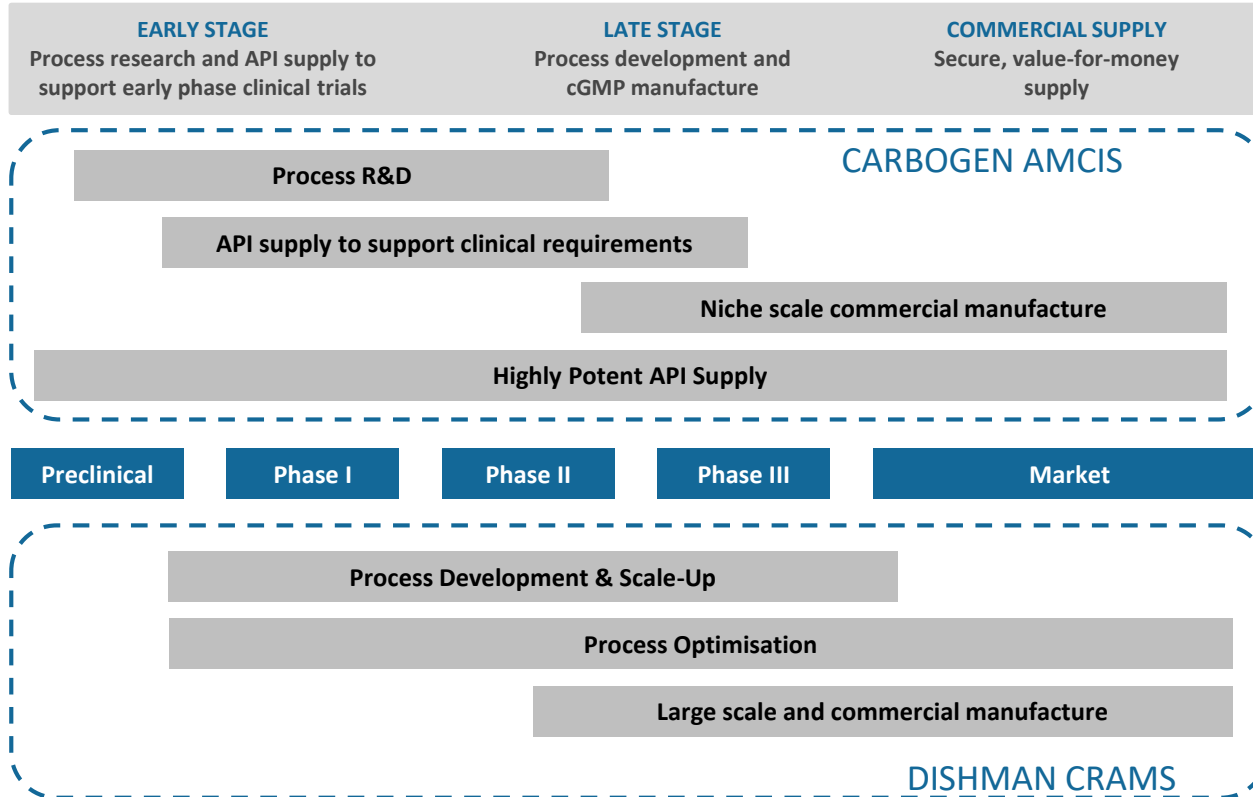 EARLY STAGE
Process research and API supply to
support early phase clinical trials
LATE STAGE
Process development and
cGMP manufacture
COMMERCIAL SUPPLY
Secure, value-for-money
supply
CARBOGEN AMCIS
Process R&D
API supply to support clinical requirements
Niche scale commercial manufacture
Highly Potent API Supply
Preclinical
Phase I
Phase II
Phase III
Market
Process Development & Scale-Up
Process Optimisation
Large scale and commercial manufacture
DISHMAN CRAMS